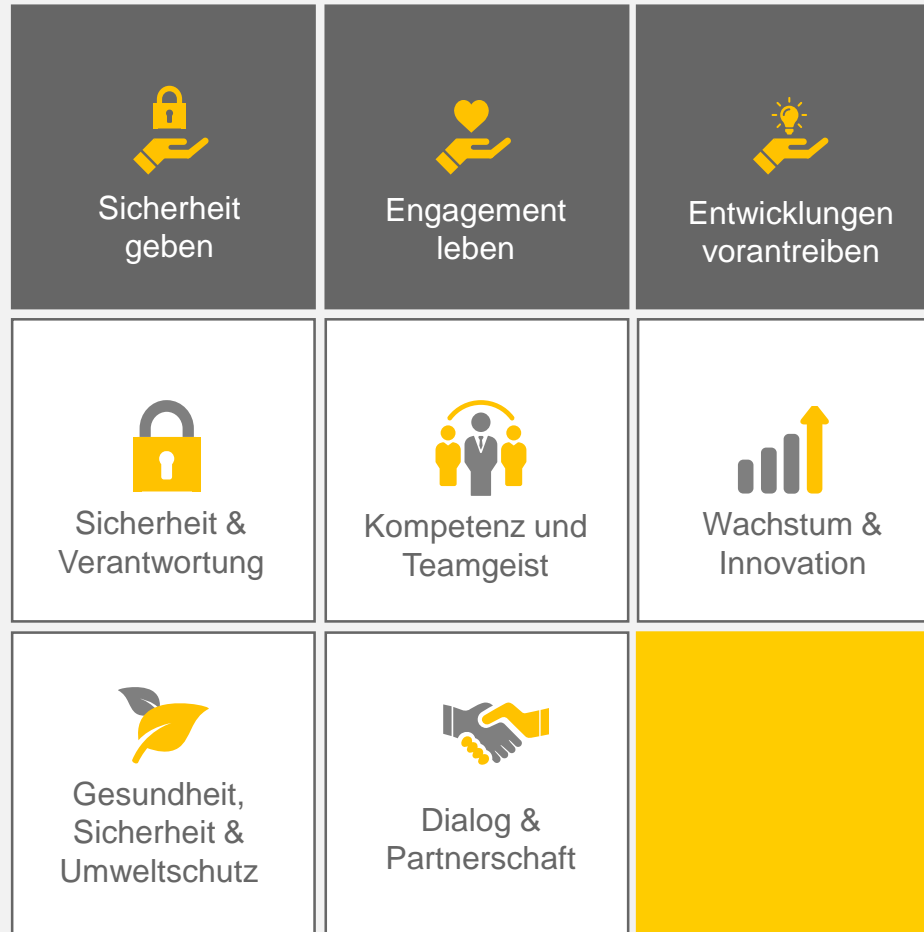 Sicherheit
geben
Engagement
leben
Entwicklungen
vorantreiben
Sicherheit &
Verantwortung
Kompetenz und
Teamgeist
Wachstum &
Innovation
Gesundheit,
Sicherheit &
Umweltschutz
Dialog &
Partnerschaft